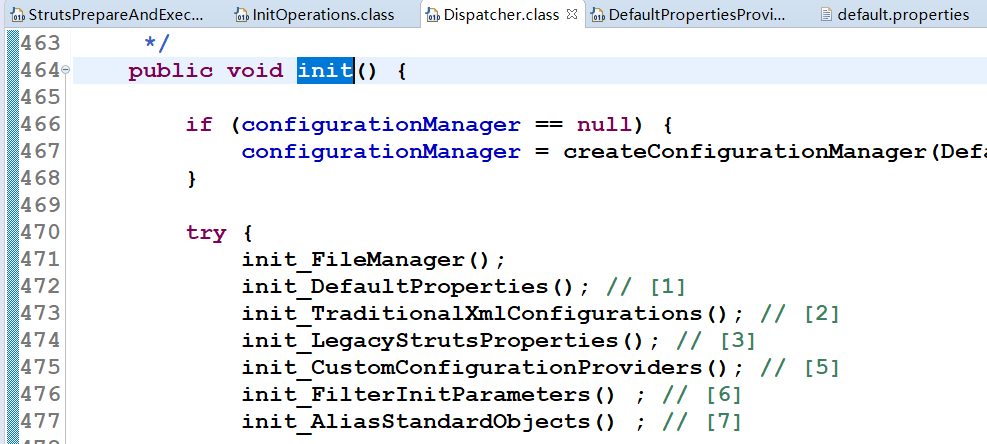 StrutsPrepareAndExec... InitOperations.class Dispatcher.class DefaultPropertiesProvi... default.properties
463 */
464 public void init() {
465
466 if (configurationManager == null) {
467 configurationManager = createConfigurationManager(Defa
468 }
469
470 try {
471 init_FileManager();
472 init_DefaultProperties(); // [1]
473 init_TraditionalXmlConfigurations(); // [2]
474 init_LegacyStrutsProperties(); // [3]
475 init_CustomConfigurationProviders(); // [5]
476 init_FilterInitParameters() ; // [6]
477 init_AliasStandardObjects() ; // [7]